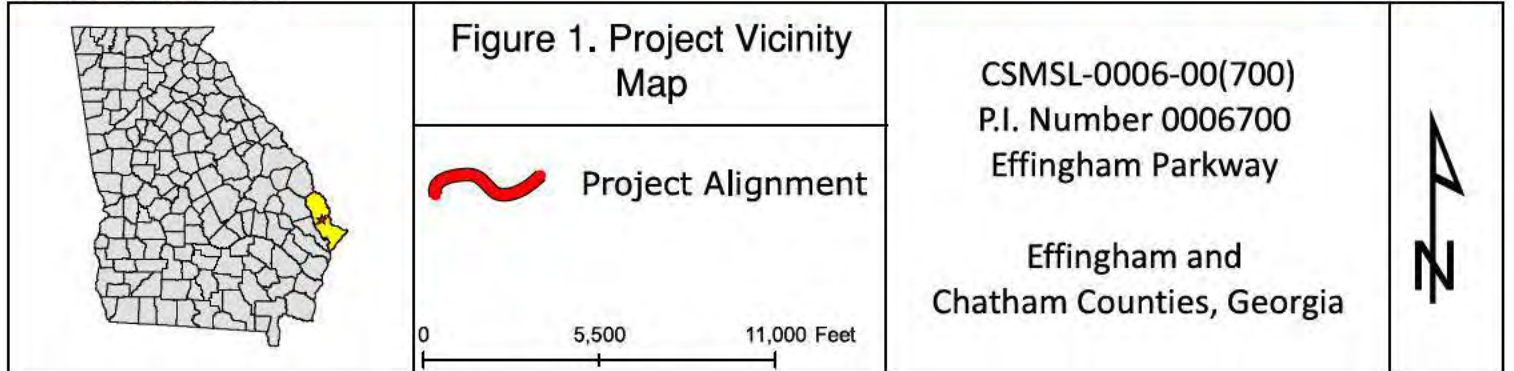 Figure 1. Project Vicinity
Map
Project Alignment
0 5,500 11,000 Feet
CSMSL-0006-00(700)
P.I. Number 0006700
Effingham Parkway
Effingham and
Chatham Counties, Georgia
N